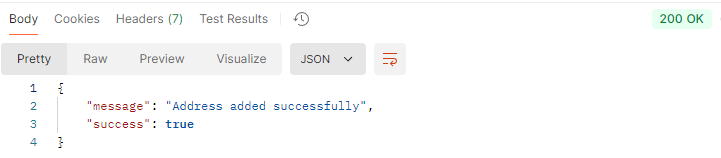 Body Cookies Headers (7) Test Results 200 OK
Pretty Raw Preview Visualize JSON
1 {
2 "message": "Address added successfully",
3 "success": true
4 }